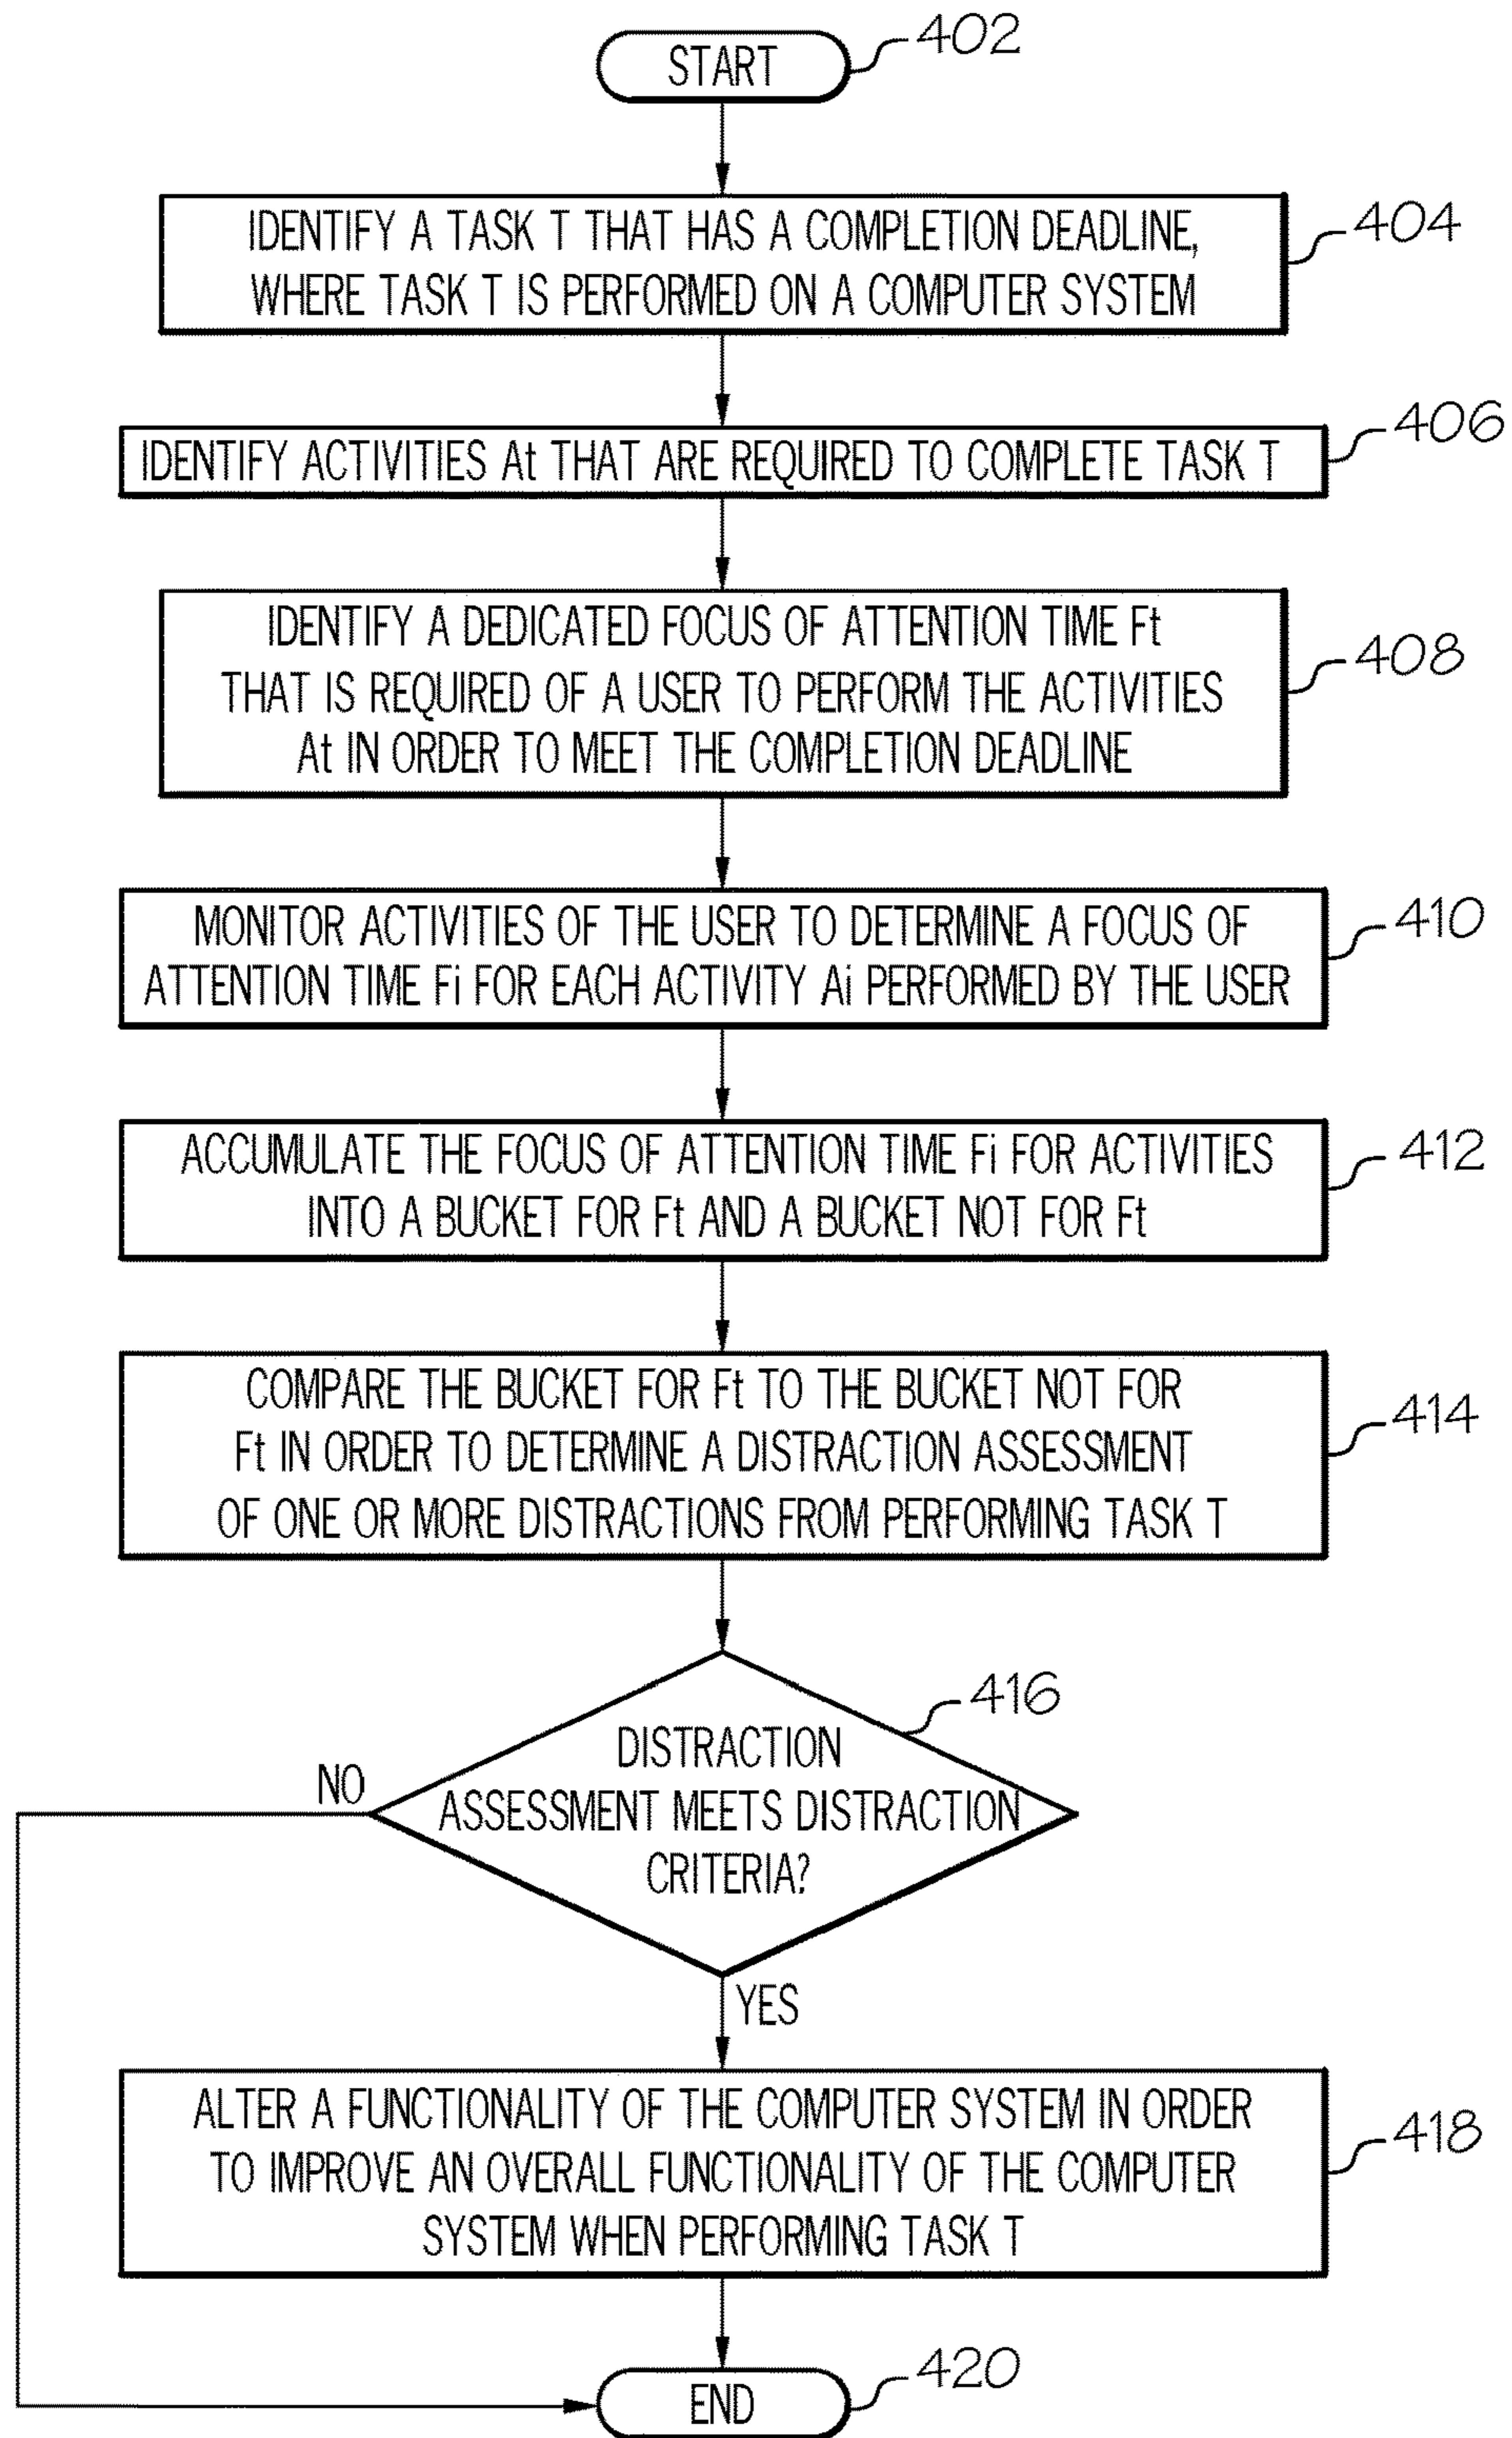 START
402
IDENTIFY A TASK T THAT HAS A COMPLETION DEADLINE,
WHERE TASK T IS PERFORMED ON A COMPUTER SYSTEM
404
IDENTIFY ACTIVITIES At THAT ARE REQUIRED TO COMPLETE TASK T
406
IDENTIFY A DEDICATED FOCUS OF ATTENTION TIME Ft
THAT IS REQUIRED OF A USER TO PERFORM THE ACTIVITIES
At IN ORDER TO MEET THE COMPLETION DEADLINE
408
MONITOR ACTIVITIES OF THE USER TO DETERMINE A FOCUS OF
ATTENTION TIME Fi FOR EACH ACTIVITY Ai PERFORMED BY THE USER
410
ACCUMULATE THE FOCUS OF ATTENTION TIME Fi FOR ACTIVITIES
INTO A BUCKET FOR Ft AND A BUCKET NOT FOR Ft
412
COMPARE THE BUCKET FOR Ft TO THE BUCKET NOT FOR
Ft IN ORDER TO DETERMINE A DISTRACTION ASSESSMENT
OF ONE OR MORE DISTRACTIONS FROM PERFORMING TASK T
414
DISTRACTION
ASSESSMENT MEETS DISTRACTION
CRITERIA?
416
NO
YES
ALTER A FUNCTIONALITY OF THE COMPUTER SYSTEM IN ORDER
TO IMPROVE AN OVERALL FUNCTIONALITY OF THE COMPUTER
SYSTEM WHEN PERFORMING TASK T
418
END
420